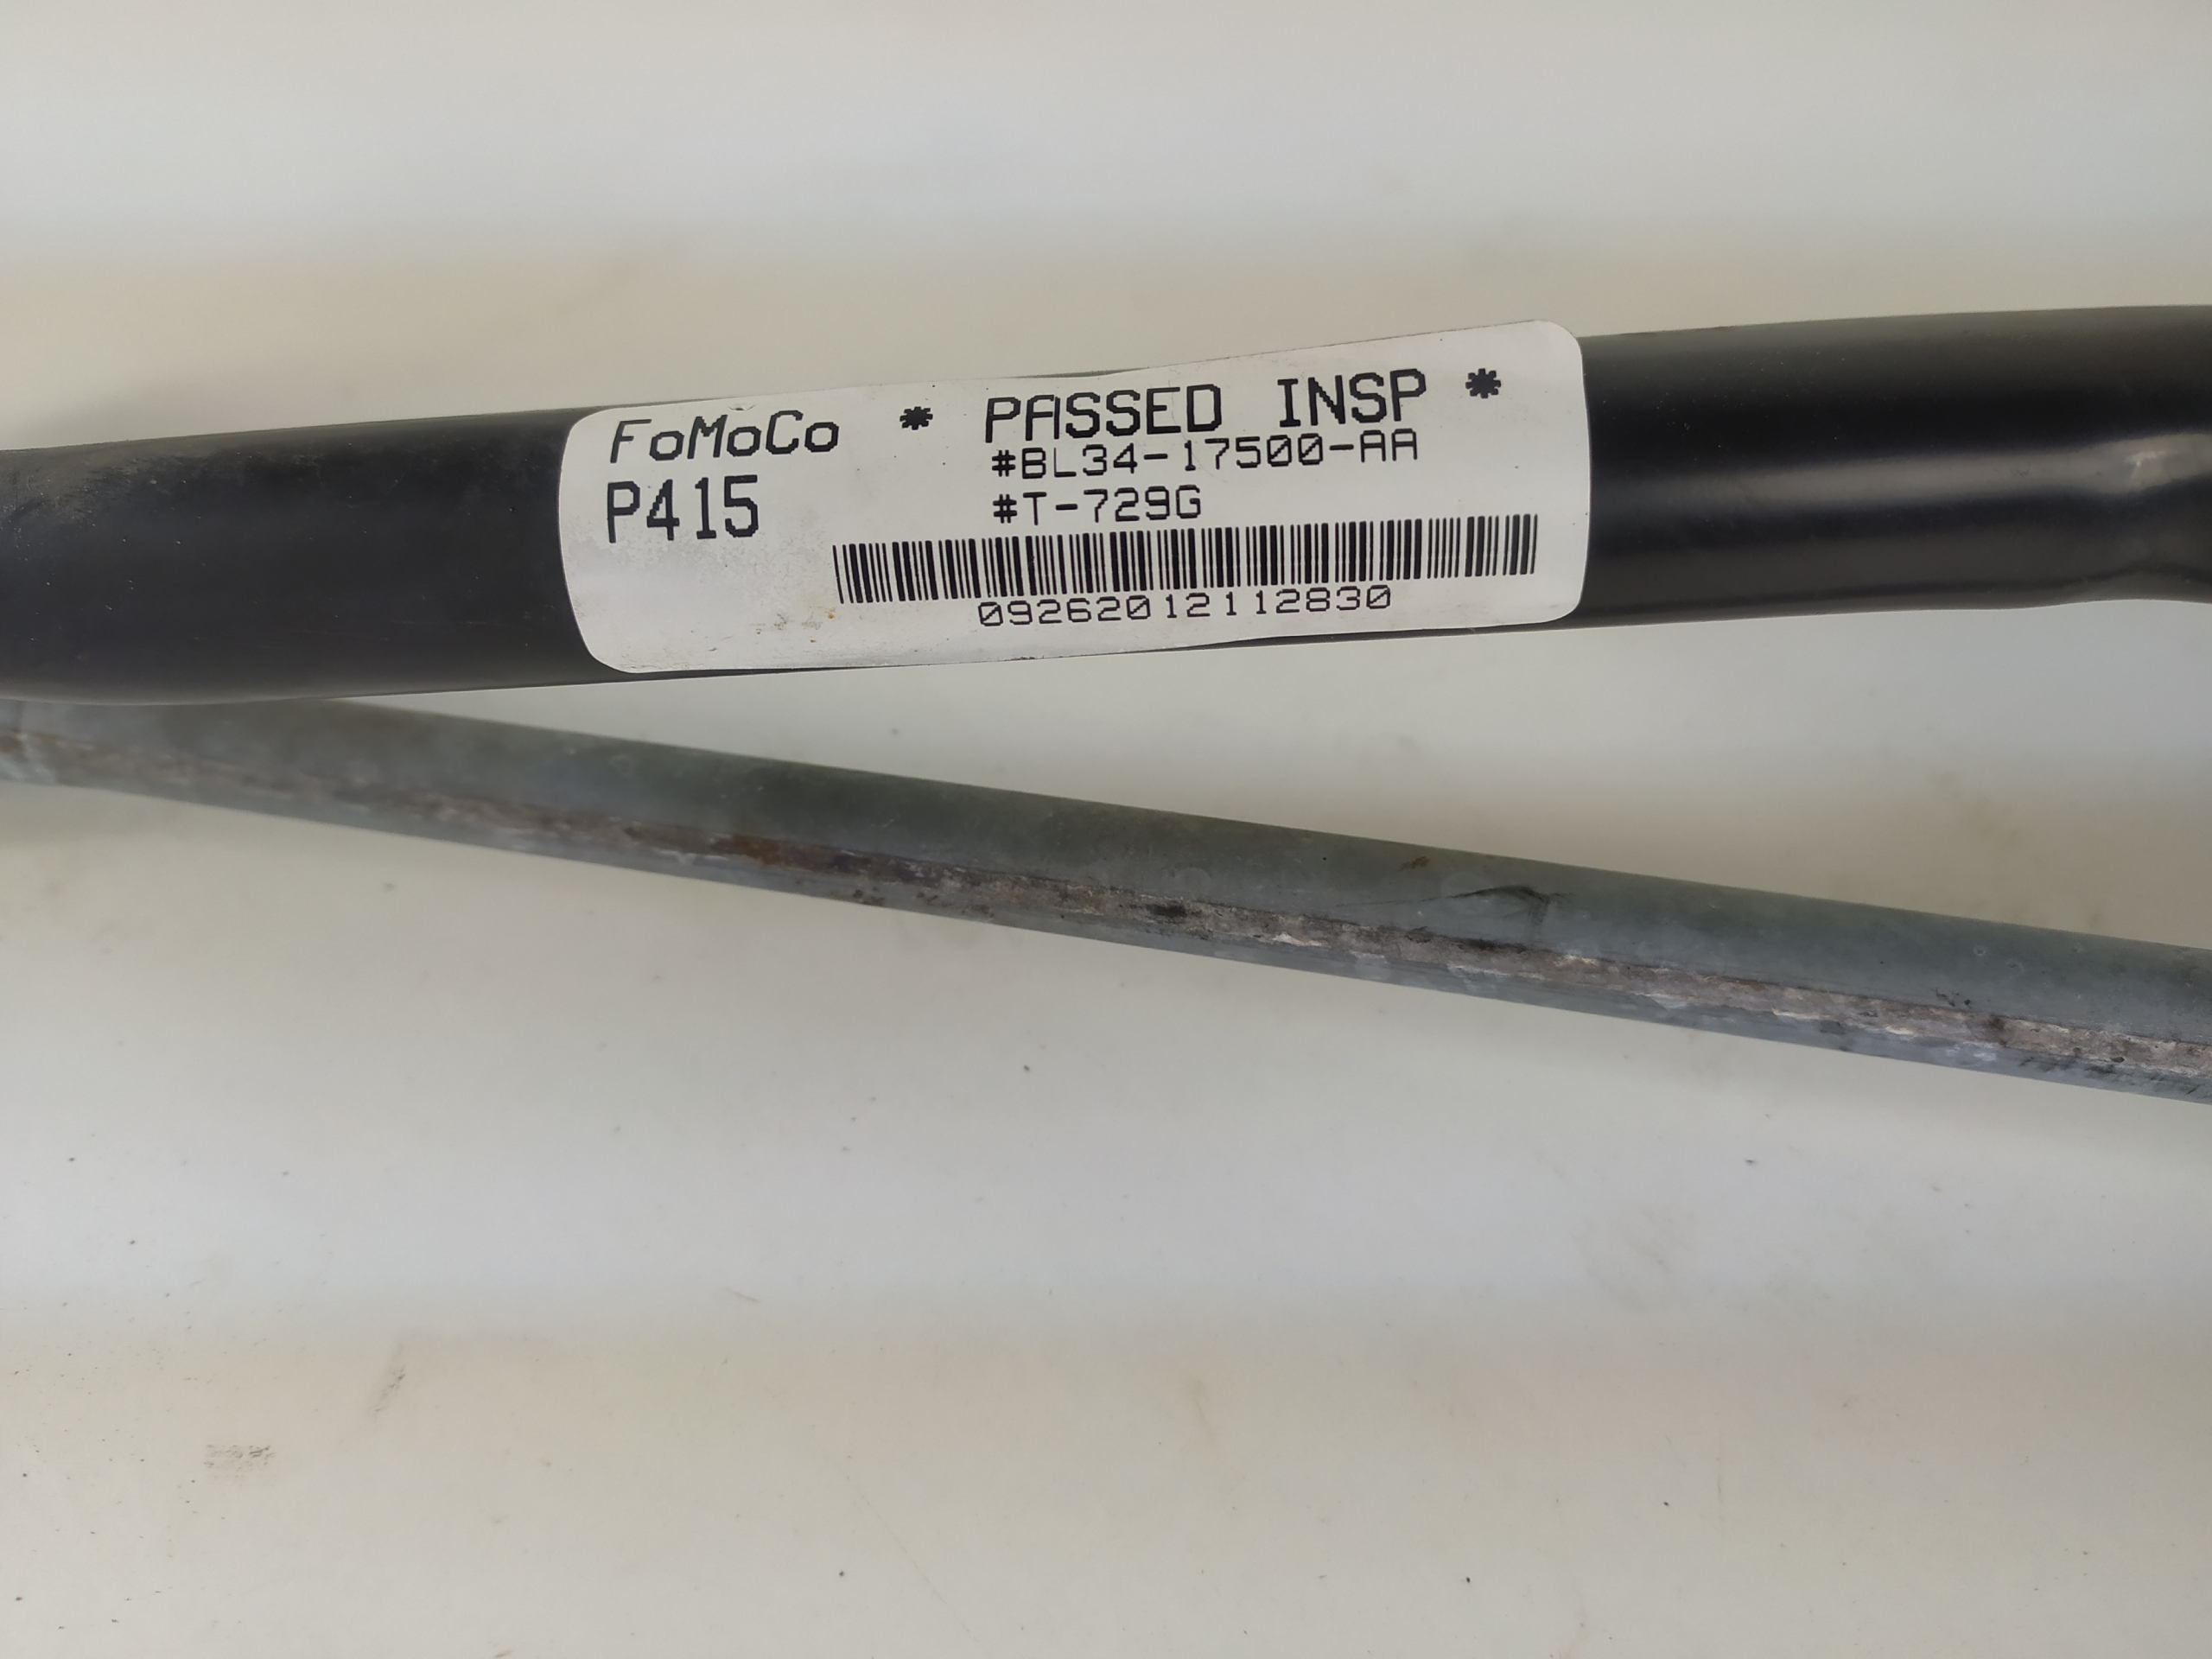 FoMoCo * PASSED INSP *
#BL34-17500-AA
P415 #T-729G
09262012112830